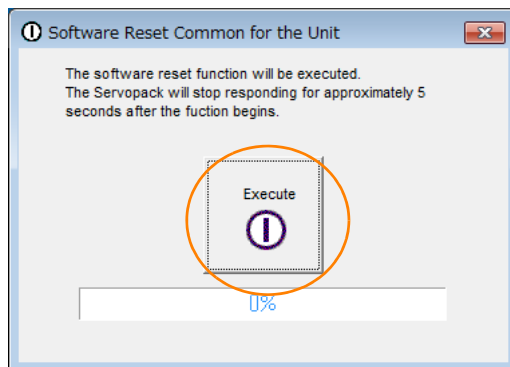 Software Reset Common for the Unit
The software reset function will be executed.
The Servopack will stop responding for approximately 5
seconds after the fuction begins.
Execute
0%